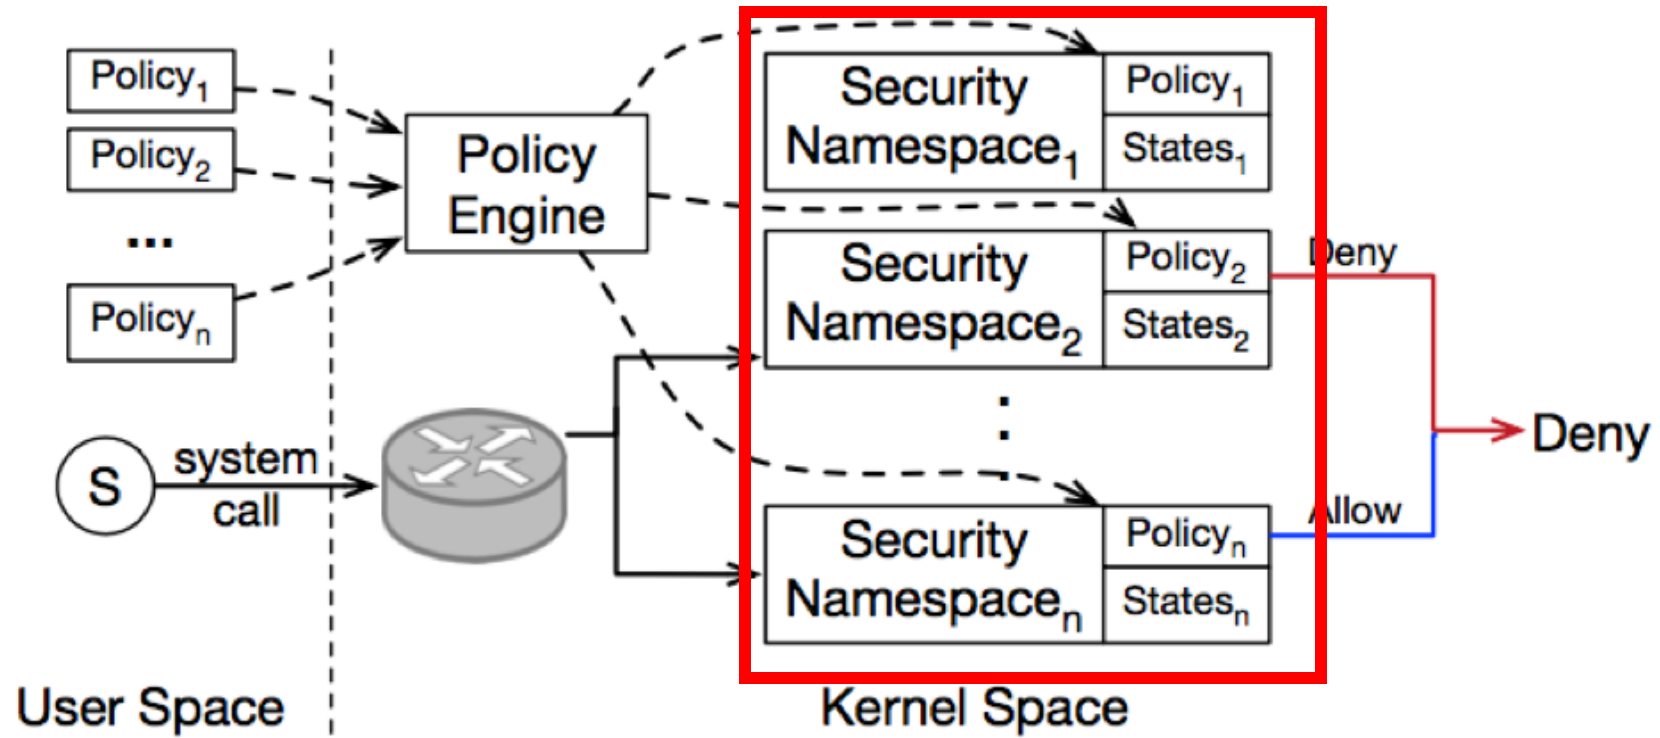 Policy1
Policy2
...
Policyn
S
system
call
User Space
Policy
Engine
Security
Namespace1
Policy1
States1
Security
Namespace2
Policy2
States2
Security
Namespacen
Policyn
Statesn
Kernel Space
Deny
Allow
Deny